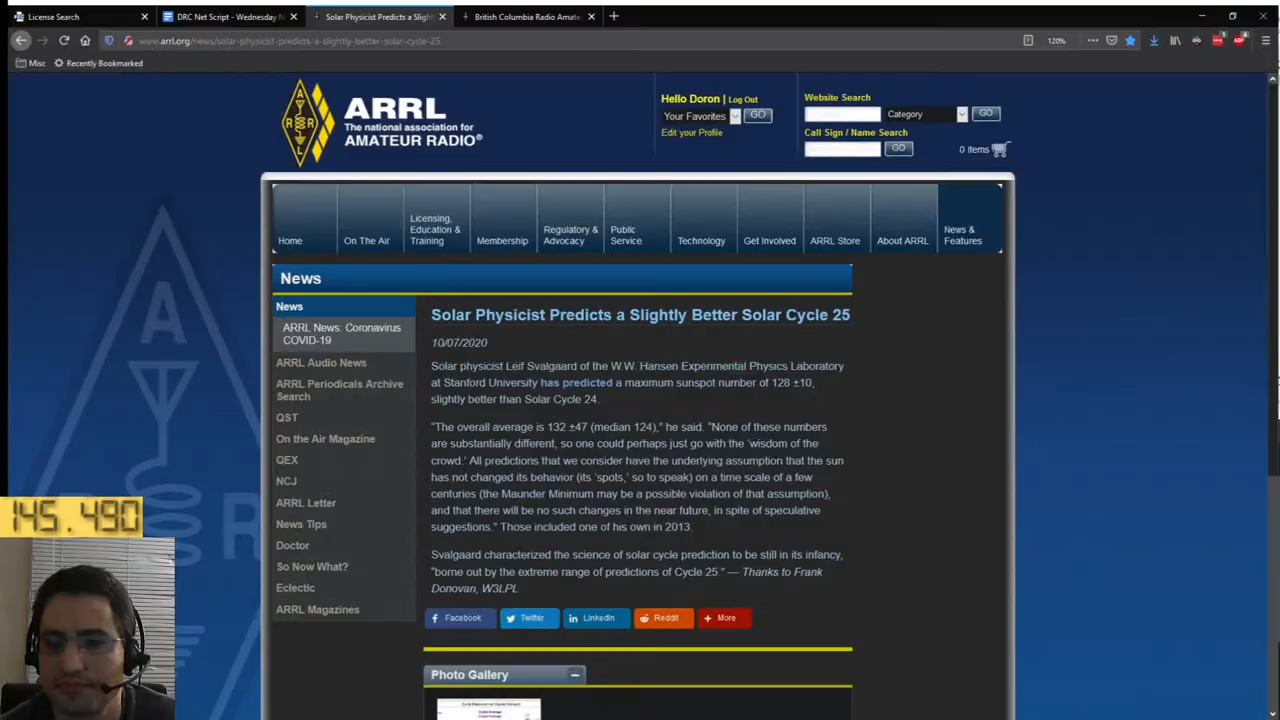 License Search
DRC Net Script - Wednesday
Solar Physicist Predicts a Slight
British Columbia Radio Amate
www.arrl.org/news/solar-physicist-predicts-a-slightly-better-solar-cycle-25
120%
Misc
Recently Bookmarked
ARRL
The national association for
AMATEUR RADIO®
Hello Doron | Log Out
Your Favorites GO
Edit your Profile
Website Search
Category GO
Call Sign / Name Search
GO
0 Items
Home
On The Air
Licensing, Education & Training
Membership
Regulatory & Advocacy
Public Service
Technology
Get Involved
ARRL Store
About ARRL
News & Features
News
News
ARRL News: Coronavirus
COVID-19
ARRL Audio News
ARRL Periodicals Archive
Search
QST
On the Air Magazine
QEX
NCJ
ARRL Letter
News Tips
Doctor
So Now What?
Eclectic
ARRL Magazines
Solar Physicist Predicts a Slightly Better Solar Cycle 25
10/07/2020
Solar physicist Leif Svalgaard of the W.W. Hansen Experimental Physics Laboratory
at Stanford University has predicted a maximum sunspot number of 128 ±10,
slightly better than Solar Cycle 24.
“The overall average is 132 ±47 (median 124),” he said. “None of these numbers
are substantially different, so one could perhaps just go with the ‘wisdom of the
crowd.’ All predictions that we consider have the underlying assumption that the sun
has not changed its behavior (its ‘spots,’ so to speak) on a time scale of a few
centuries (the Maunder Minimum may be a possible violation of that assumption),
and that there will be no such changes in the near future, in spite of speculative
suggestions.” Those included one of his own in 2013.
Svalgaard characterized the science of solar cycle prediction to be still in its infancy,
“borne out by the extreme range of predictions of Cycle 25.” — Thanks to Frank
Donovan, W3LPL
Facebook
Twitter
LinkedIn
Reddit
More
Photo Gallery
145.490